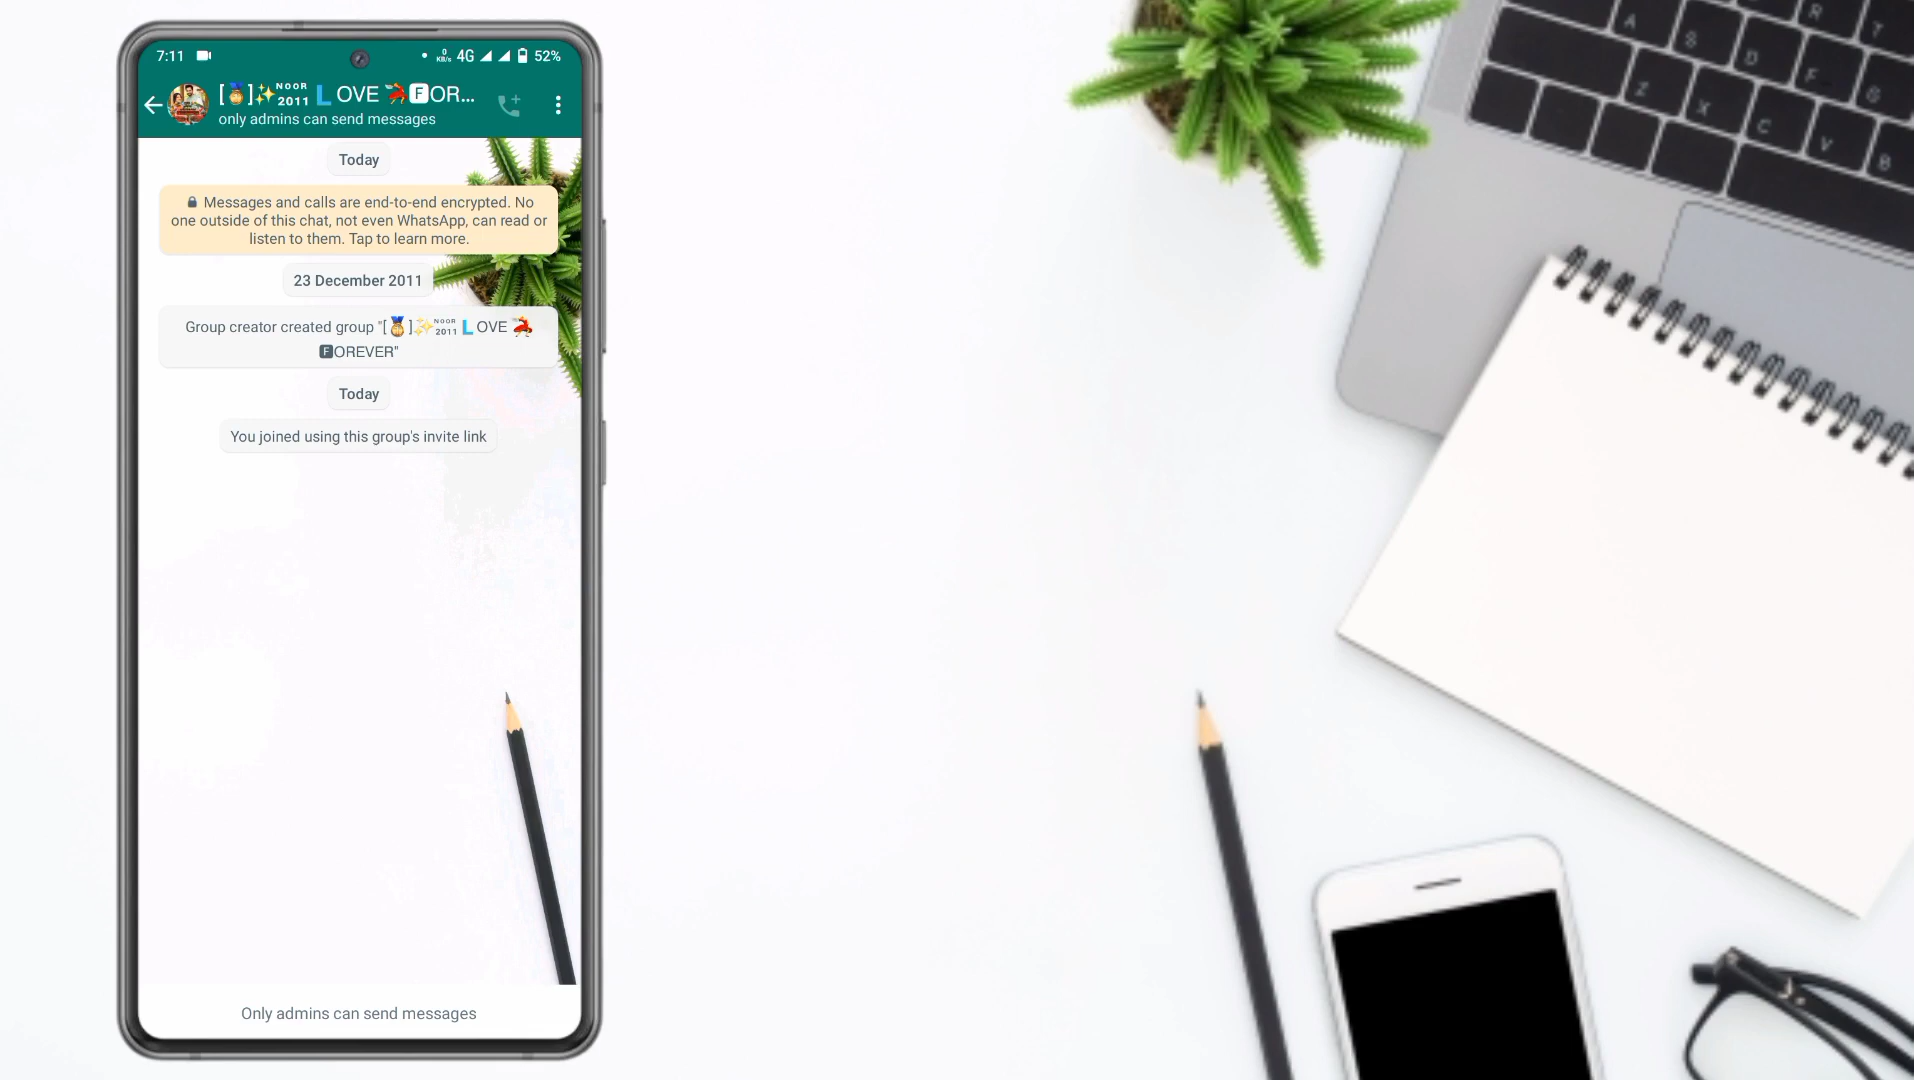 7:11 0 KB/s 4G 52%
[🏅]✨ᴺᴼᴼᴿ 2011 L OVE 💃🅵OR...
only admins can send messages
Today
🔒 Messages and calls are end-to-end encrypted. No
one outside of this chat, not even WhatsApp, can read or
listen to them. Tap to learn more.
23 December 2011
Group creator created group "[🏅]✨ᴺᴼᴼᴿ 2011 L OVE 💃
🅵OREVER"
Today
You joined using this group's invite link
Only admins can send messages
A S D F G
R T
Z X C V B